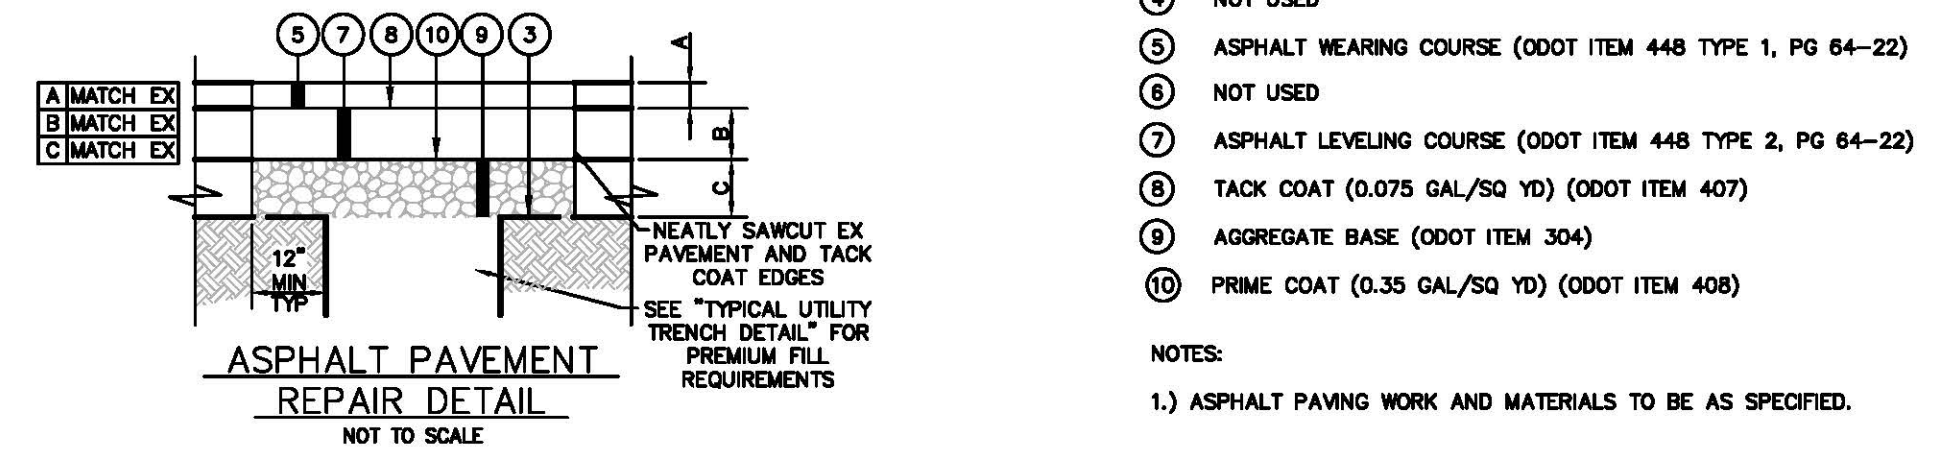 5 7 8 10 9 3
A
A MATCH EX
B MATCH EX
C MATCH EX
B
C
12"
MIN
TYP
NEATLY SAWCUT EX
PAVEMENT AND TACK
COAT EDGES
SEE "TYPICAL UTILITY
TRENCH DETAIL" FOR
PREMIUM FILL
REQUIREMENTS
ASPHALT PAVEMENT
REPAIR DETAIL
NOT TO SCALE
4 NOT USED
5 ASPHALT WEARING COURSE (ODOT ITEM 448 TYPE 1, PG 64-22)
6 NOT USED
7 ASPHALT LEVELING COURSE (ODOT ITEM 448 TYPE 2, PG 64-22)
8 TACK COAT (0.075 GAL/SQ YD) (ODOT ITEM 407)
9 AGGREGATE BASE (ODOT ITEM 304)
10 PRIME COAT (0.35 GAL/SQ YD) (ODOT ITEM 408)
NOTES:
1.) ASPHALT PAVING WORK AND MATERIALS TO BE AS SPECIFIED.